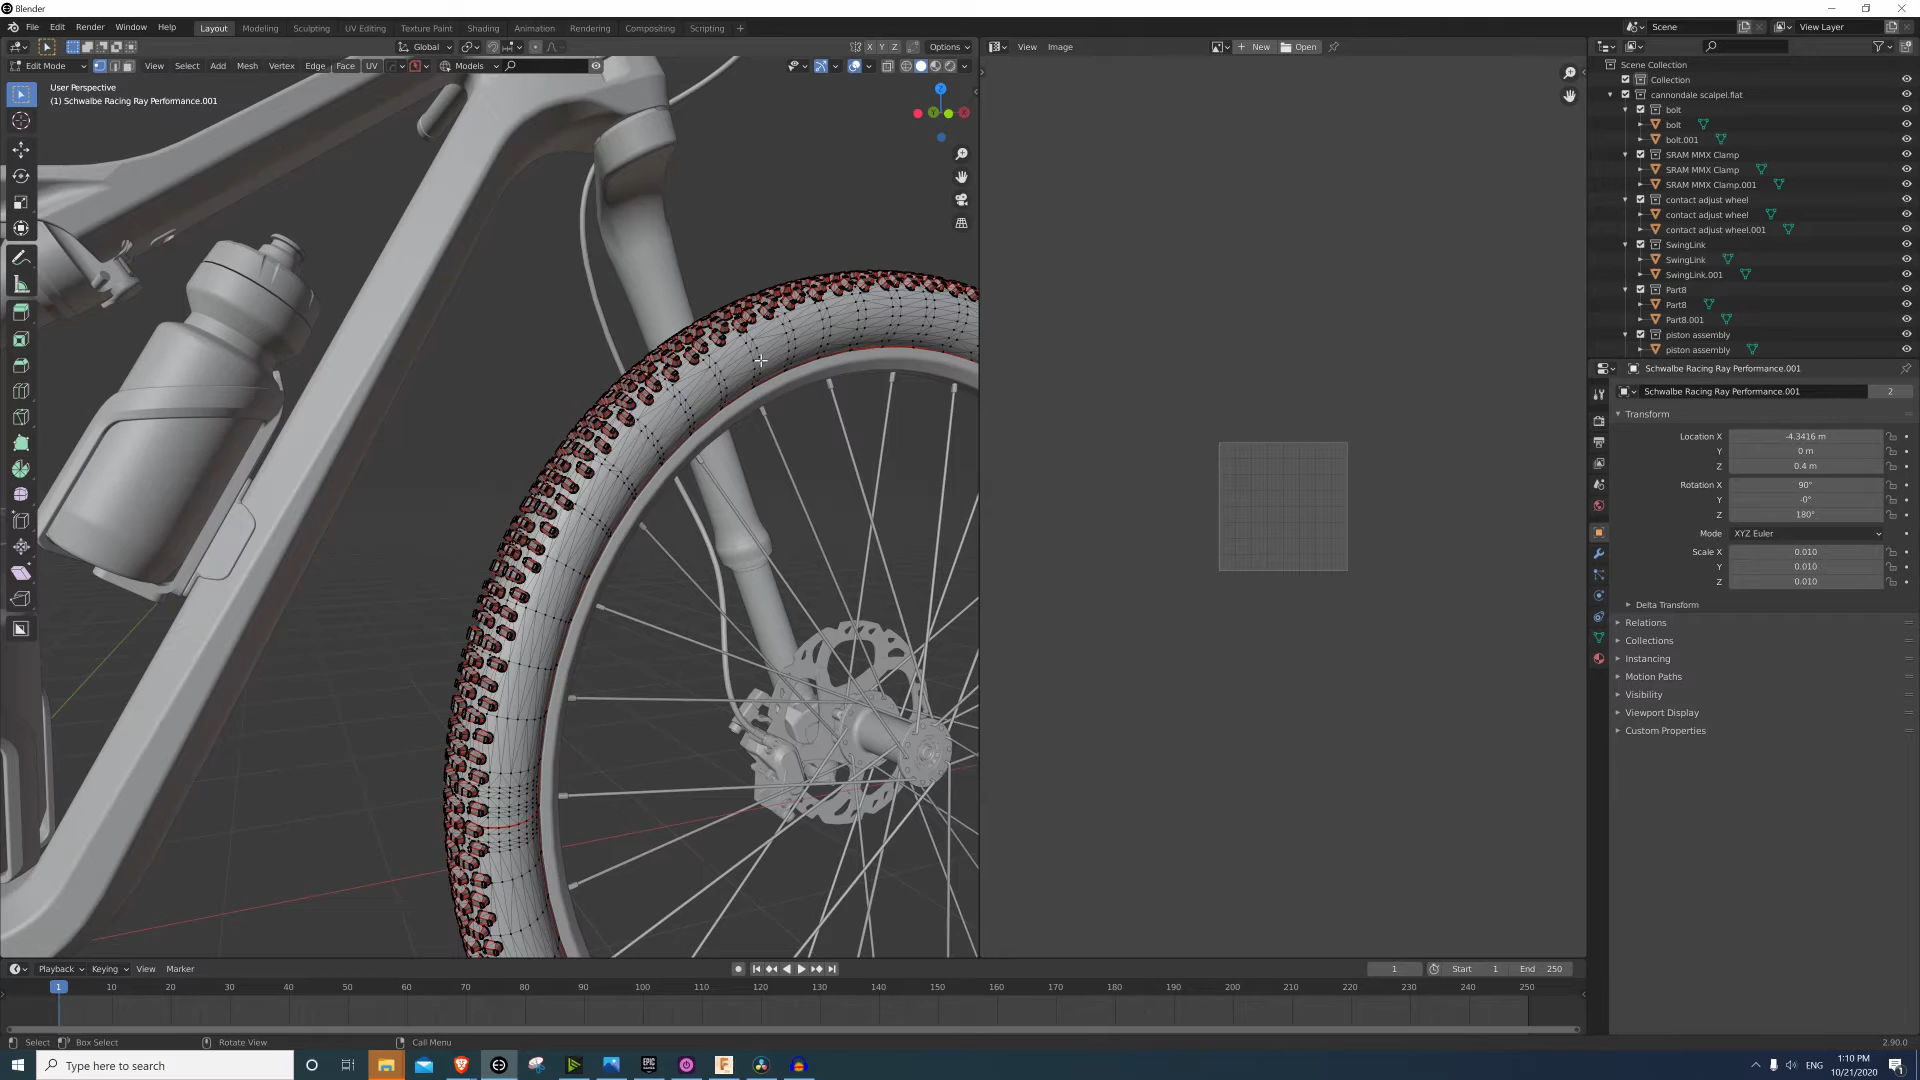 Blender
File Edit Render Window Help Layout Modeling Sculpting UV Editing Texture Paint Shading Animation Rendering Compositing Scripting + Scene View Layer
Global X Y Z Options View Image New Open
Edit Mode View Select Add Mesh Vertex Edge Face UV Models
User Perspective
(1) Schwalbe Racing Ray Performance.001
Scene Collection
Collection
cannondale scalpel.flat
bolt
bolt
bolt.001
SRAM MMX Clamp
SRAM MMX Clamp
SRAM MMX Clamp.001
contact adjust wheel
contact adjust wheel
contact adjust wheel.001
SwingLink
SwingLink
SwingLink.001
Part8
Part8
Part8.001
piston assembly
piston assembly
Schwalbe Racing Ray Performance.001
Schwalbe Racing Ray Performance.001 2
Transform
Location X -4.3416 m
Y 0 m
Z 0.4 m
Rotation X 90°
Y -0°
Z 180°
Mode XYZ Euler
Scale X 0.010
Y 0.010
Z 0.010
Delta Transform
Relations
Collections
Instancing
Motion Paths
Visibility
Viewport Display
Custom Properties
Playback Keying View Marker 1 Start 1 End 250
1 10 20 30 40 50 60 70 80 90 100 110 120 130 140 150 160 170 180 190 200 210 220 230 240 250
Select Box Select Rotate View Call Menu 2.90.0
Type here to search ENG 1:10 PM
10/21/2020